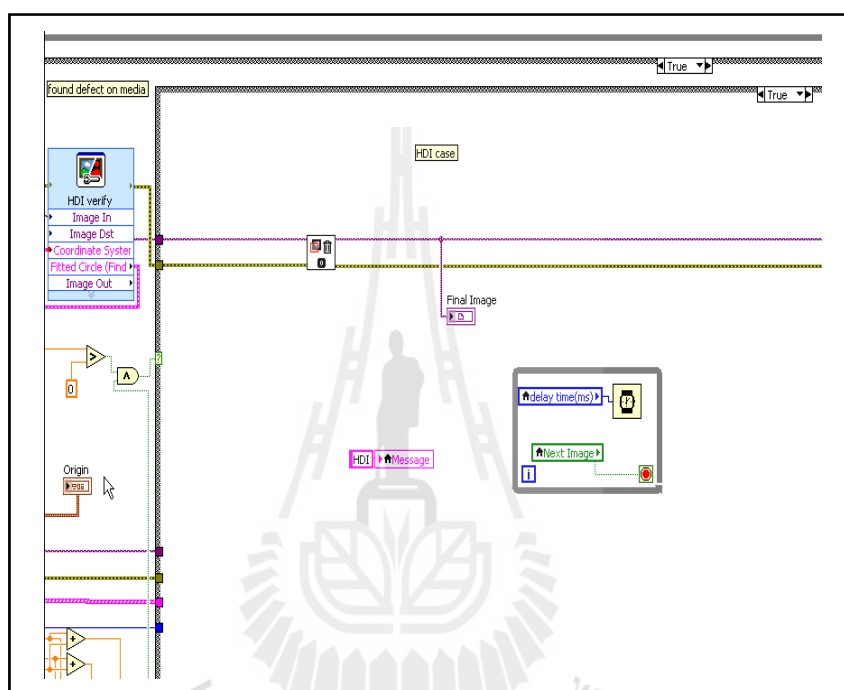 True
True
found defect on media
HDI case
HDI verify
Image In
Image Dst
Coordinate Syster
Fitted Circle (Find
Image Out
0
Final Image
>
0
?
Λ
delay time(ms)
Next Image
i
HDI
Message
Origin
+
+